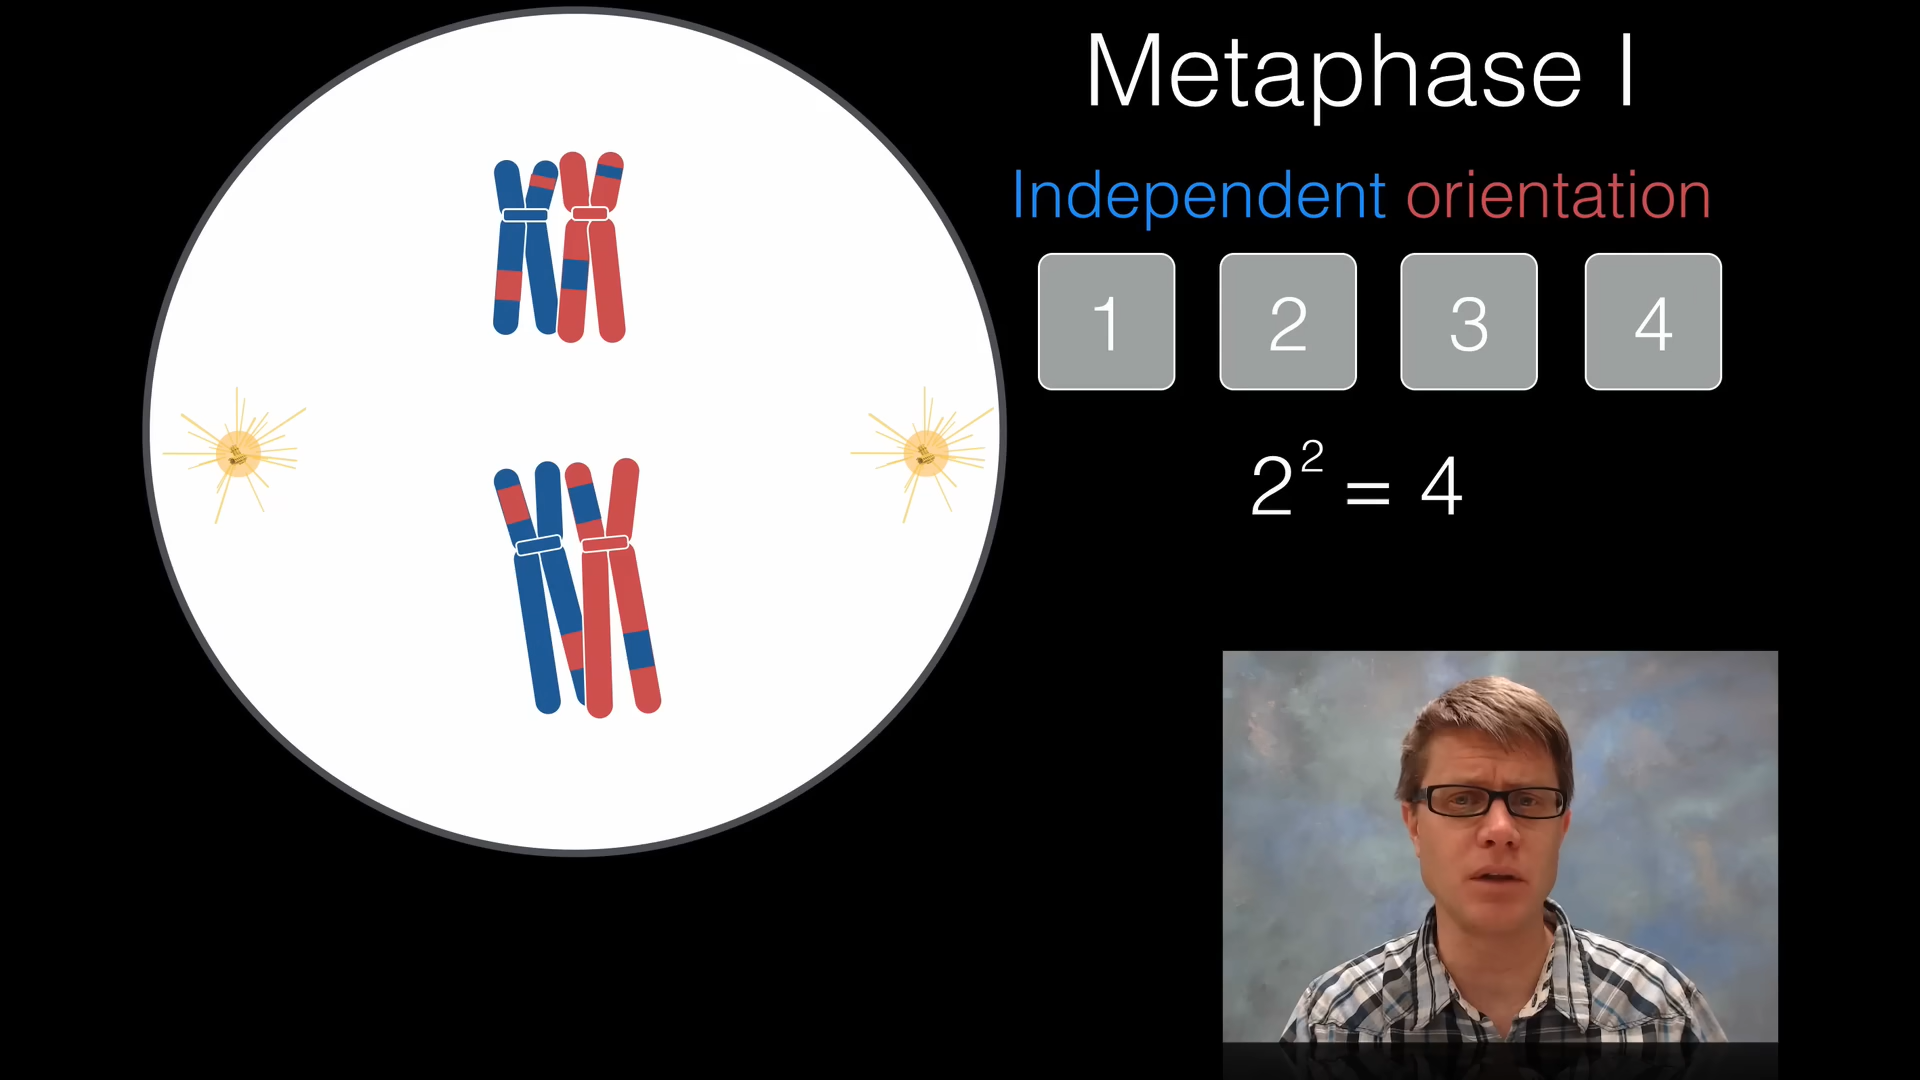 Metaphase I
Independent orientation
1 2 3 4
2² = 4